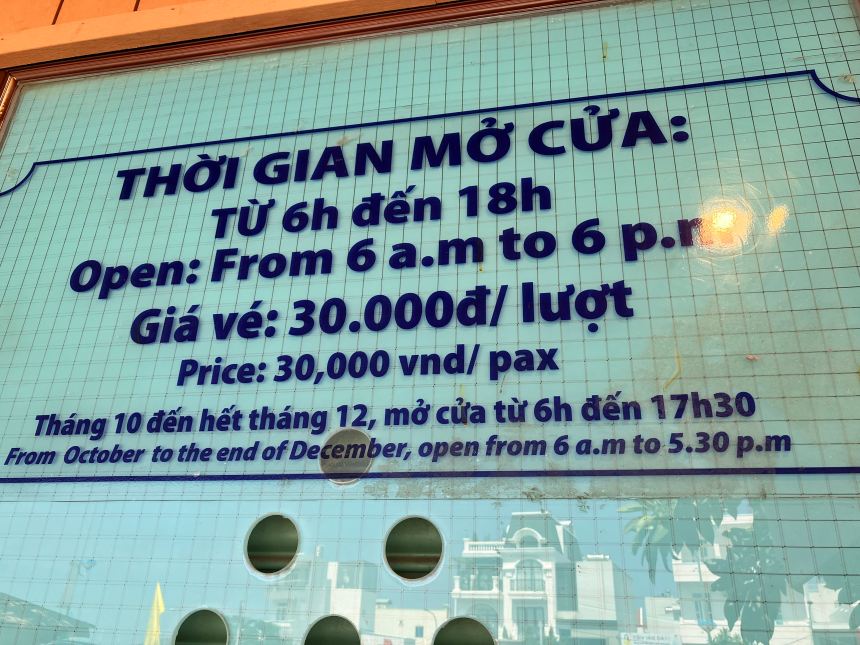 THỜI GIAN MỞ CỬA:
TỪ 6h đến 18h
Open: From 6 a.m to 6 p.m
Giá vé: 30.000đ/ lượt
Price: 30,000 vnd/ pax
Tháng 10 đến hết tháng 12, mở cửa từ 6h đến 17h30
From October to the end of December, open from 6 a.m to 5.30 p.m